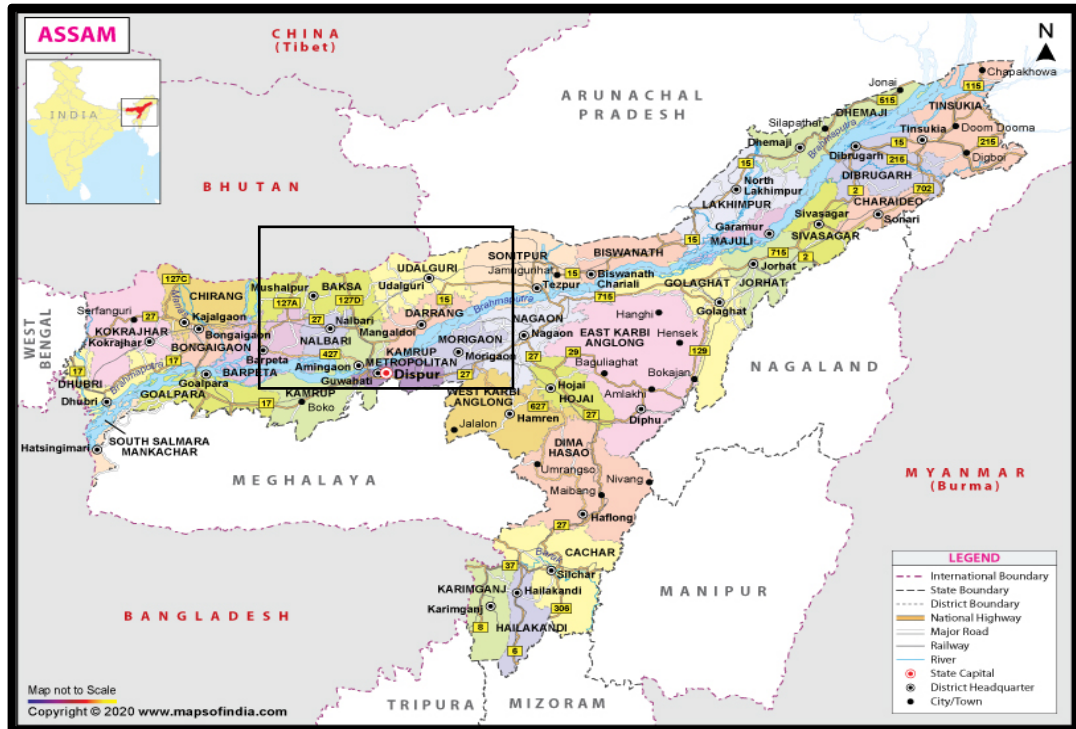 ASSAM
INDIA
CHINA
(Tibet)
N
ARUNACHAL
PRADESH
BHUTAN
WEST
BENGAL
NAGALAND
MYANMAR
(Burma)
MEGHALAYA
BANGLADESH
MANIPUR
TRIPURA
MIZORAM
Chapakhowa
115
Jonai
515
DHEMAJI
TINSUKIA
Silapathar
Brahmaputra
Tinsukia
Doom Dooma
Dhemaji
15
215
Dibrugarh
215
Digboi
15
DIBRUGARH
North
Lakhimpur
2
702
LAKHIMPUR
CHARAIDEO
Sivasagar
Sonari
Garamur
SIVASAGAR
MAJULI
15
715
2
Jorhat
JORHAT
GOLAGHAT
Golaghat
SONITPUR
BISWANATH
Jamugurihat
15
Biswanath
Chariali
Tezpur
715
Brahmaputra
UDALGURI
Udalguri
15
DARRANG
Mangaldoi
127C
CHIRANG
Manas
Kajalgaon
Mushalpur
BAKSA
127A
127D
27
Nalbari
NALBARI
Serfanguri
27
KOKRAJHAR
Kokrajhar
Bongaigaon
BONGAIGAON
Barpeta
BARPETA
427
Amingaon
KAMRUP
METROPOLITAN
Dispur
Guwahati
KAMRUP
Boko
17
17
17
DHUBRI
Brahmaputra
Dhubri
Goalpara
GOALPARA
SOUTH SALMARA
MANKACHAR
Hatsingimari
MORIGAON
Morigaon
27
NAGAON
Nagaon
27
29
Hanghi
EAST KARBI
ANGLONG
Hensek
129
Baguliaghat
Bokajan
Amlakhi
Diphu
WEST KARBI
ANGLONG
Hojai
HOJAI
627
27
Hamren
Jalalon
DIMA
HASAO
Umrangso
Nivang
Maibang
Haflong
27
CACHAR
Barak
37
Silchar
KARIMGANJ
Hailakandi
Karimganj
306
HAILAKANDI
8
6
LEGEND
International Boundary
State Boundary
District Boundary
National Highway
Major Road
Railway
River
State Capital
District Headquarter
City/Town
Map not to Scale
Copyright © 2020 www.mapsofindia.com